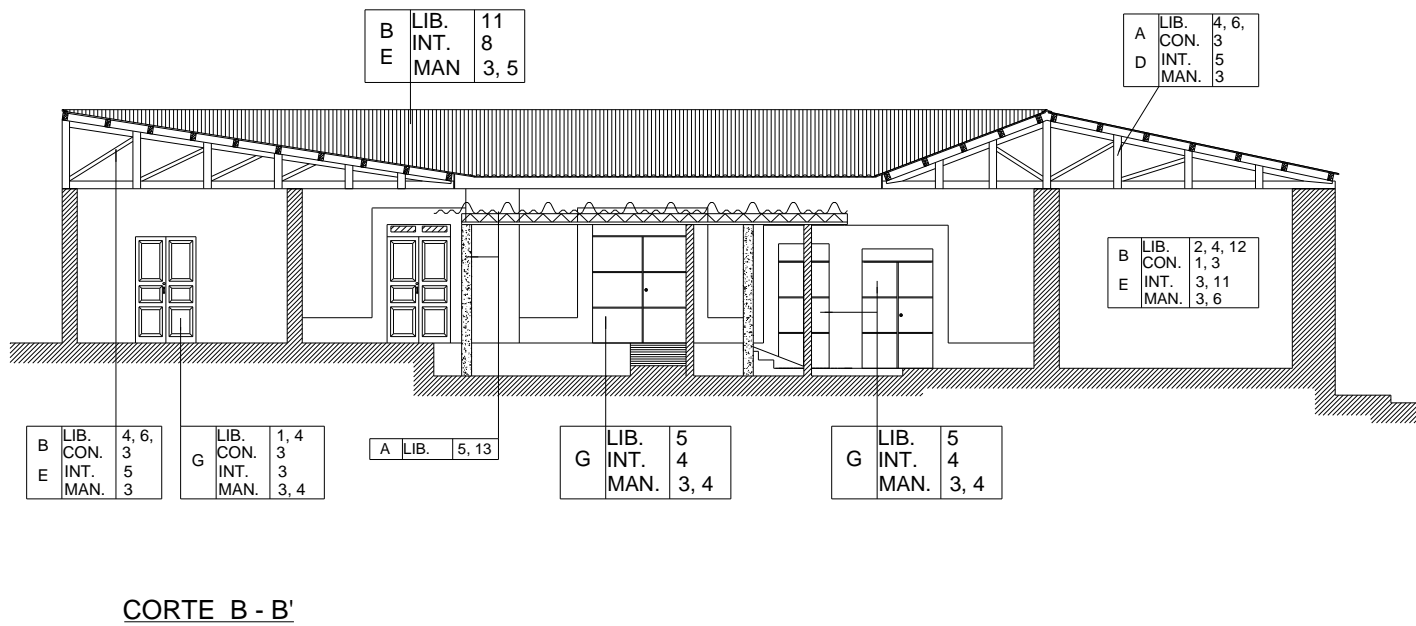 B LIB. 11
INT. 8
E MAN 3, 5
A LIB. 4, 6,
CON. 3
D INT. 5
MAN. 3
B LIB. 2, 4, 12
CON. 1, 3
E INT. 3, 11
MAN. 3, 6
B LIB. 4, 6,
CON. 3
E INT. 5
MAN. 3
LIB. 1, 4
G CON. 3
INT. 3
MAN. 3, 4
A LIB. 5, 13
LIB. 5
G INT. 4
MAN. 3, 4
LIB. 5
G INT. 4
MAN. 3, 4
CORTE B - B'